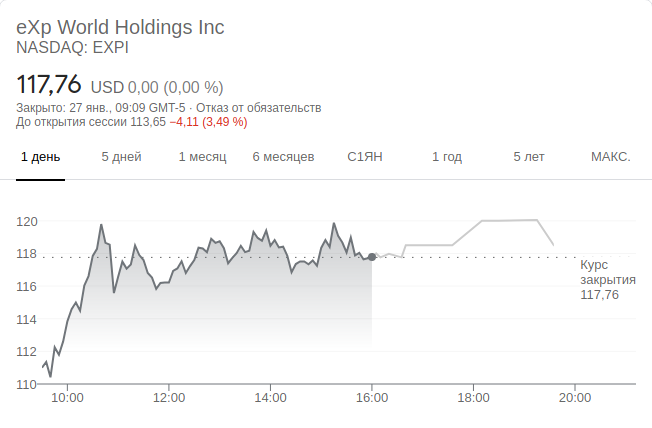 eXp World Holdings Inc
NASDAQ: EXPI
117,76 USD 0,00 (0,00 %)
Закрыто: 27 янв., 09:09 GMT-5 · Отказ от обязательств
До открытия сессии 113,65 −4,11 (3,49 %)
1 день 5 дней 1 месяц 6 месяцев С1ЯН 1 год 5 лет МАКС.
120
118
116
114
112
110
Курс
закрытия
117,76
10:00 12:00 14:00 16:00 18:00 20:00